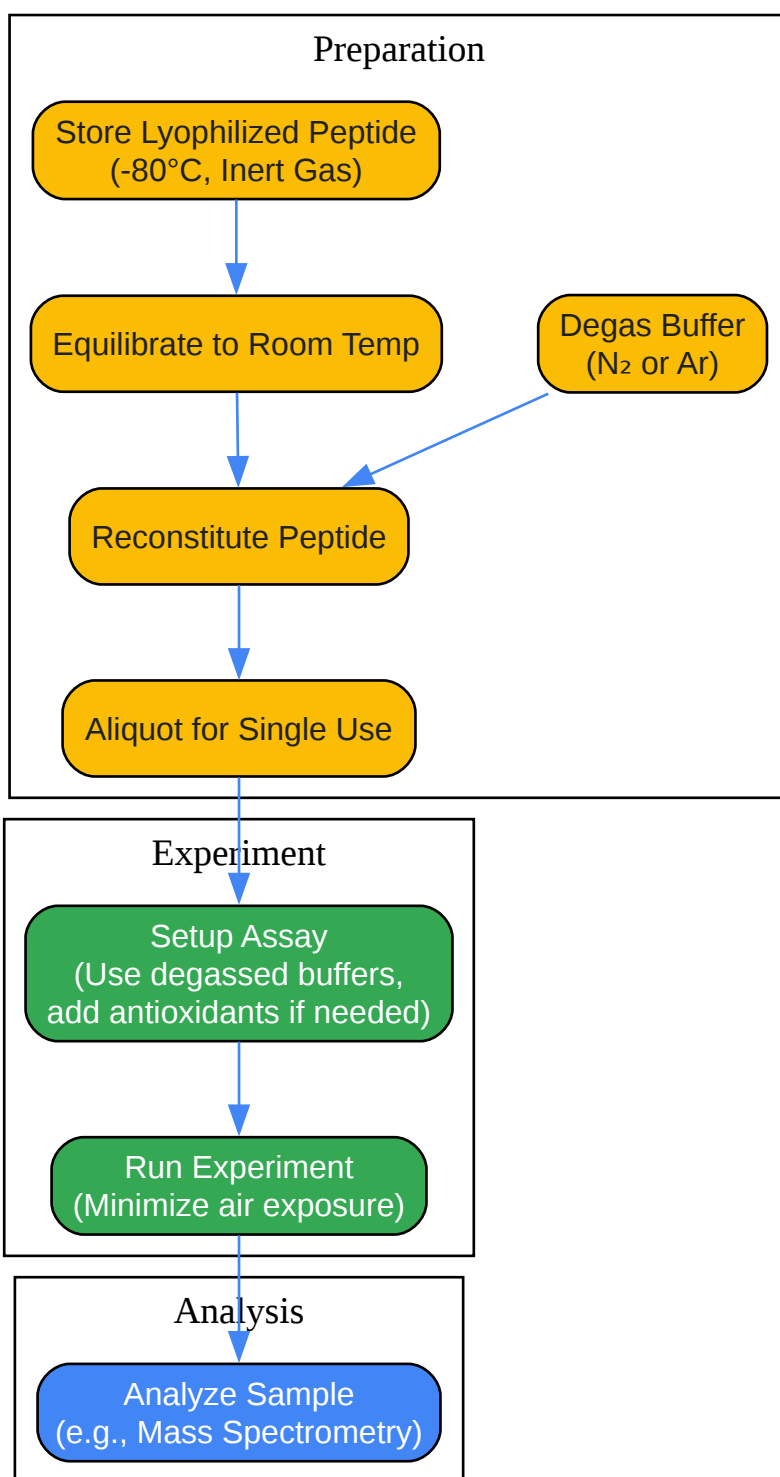 Preparation
Store Lyophilized Peptide
(-80°C, Inert Gas)
Equilibrate to Room Temp
Degas Buffer
(N₂ or Ar)
Reconstitute Peptide
Aliquot for Single Use
Experiment
Setup Assay
(Use degassed buffers,
add antioxidants if needed)
Run Experiment
(Minimize air exposure)
Analysis
Analyze Sample
(e.g., Mass Spectrometry)